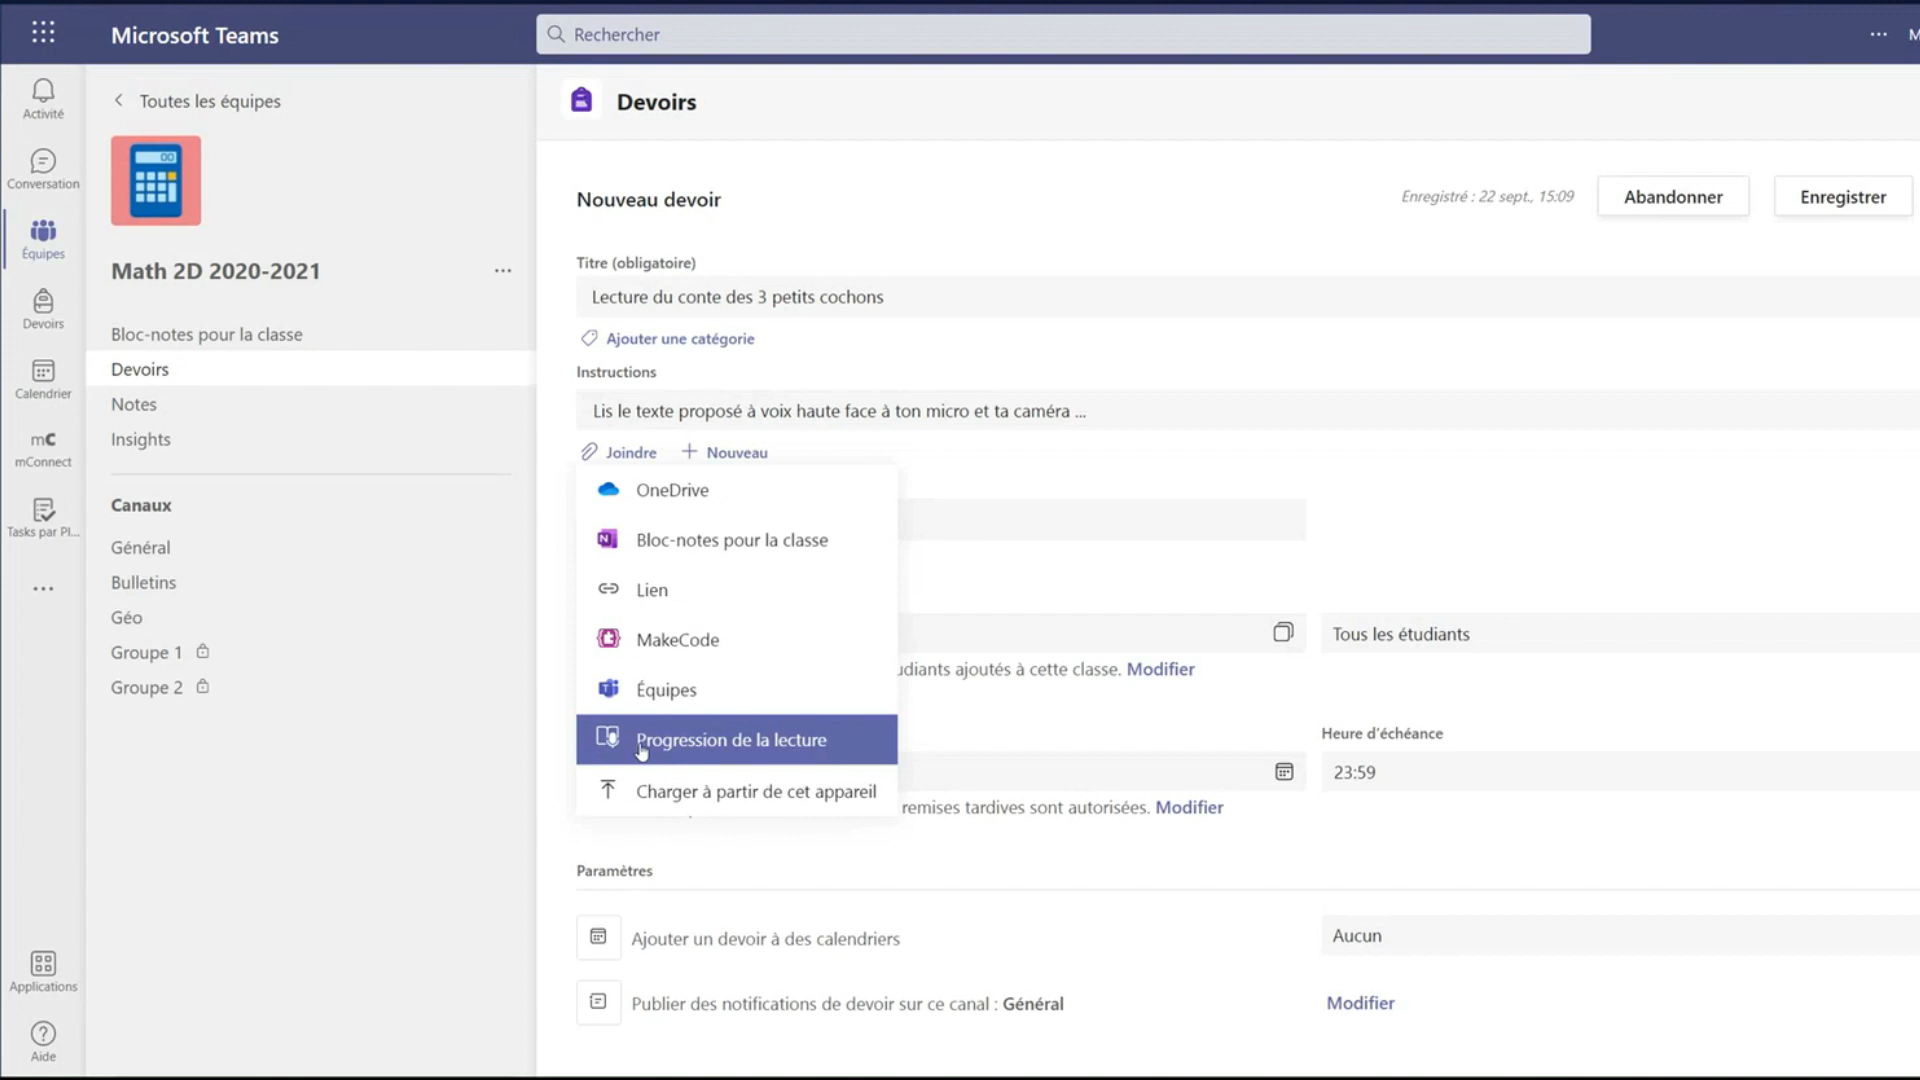 Microsoft Teams
Rechercher
M
Activité
Conversation
Équipes
Devoirs
Calendrier
mC
mConnect
Tasks par Pl...
Applications
Aide
Toutes les équipes
Math 2D 2020-2021
Bloc-notes pour la classe
Devoirs
Notes
Insights
Canaux
Général
Bulletins
Géo
Groupe 1
Groupe 2
Devoirs
Nouveau devoir
Enregistré : 22 sept., 15:09
Abandonner
Enregistrer
Titre (obligatoire)
Lecture du conte des 3 petits cochons
Ajouter une catégorie
Instructions
Lis le texte proposé à voix haute face à ton micro et ta caméra ...
Joindre
Nouveau
OneDrive
Bloc-notes pour la classe
Lien
MakeCode
Équipes
Progression de la lecture
Charger à partir de cet appareil
Tous les étudiants
udiants ajoutés à cette classe. Modifier
Heure d'échéance
23:59
remises tardives sont autorisées. Modifier
Paramètres
Ajouter un devoir à des calendriers
Aucun
Publier des notifications de devoir sur ce canal : Général
Modifier